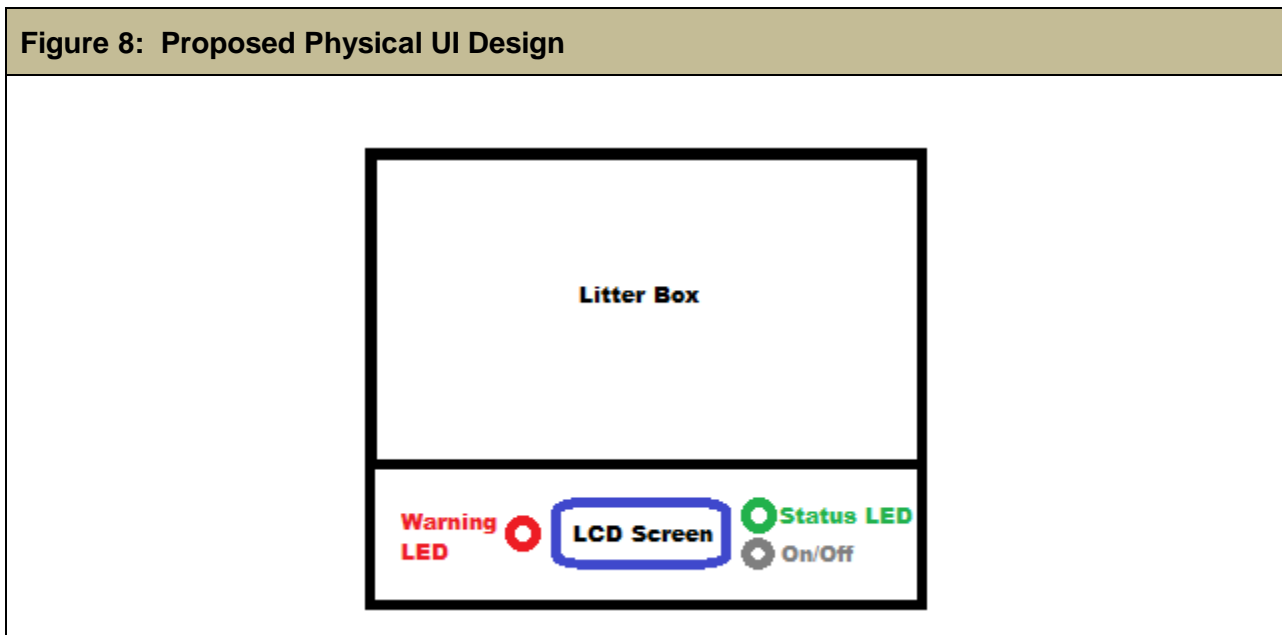 Figure 8:  Proposed Physical UI Design
Litter Box
Warning
LED
LCD Screen
Status LED
On/Off